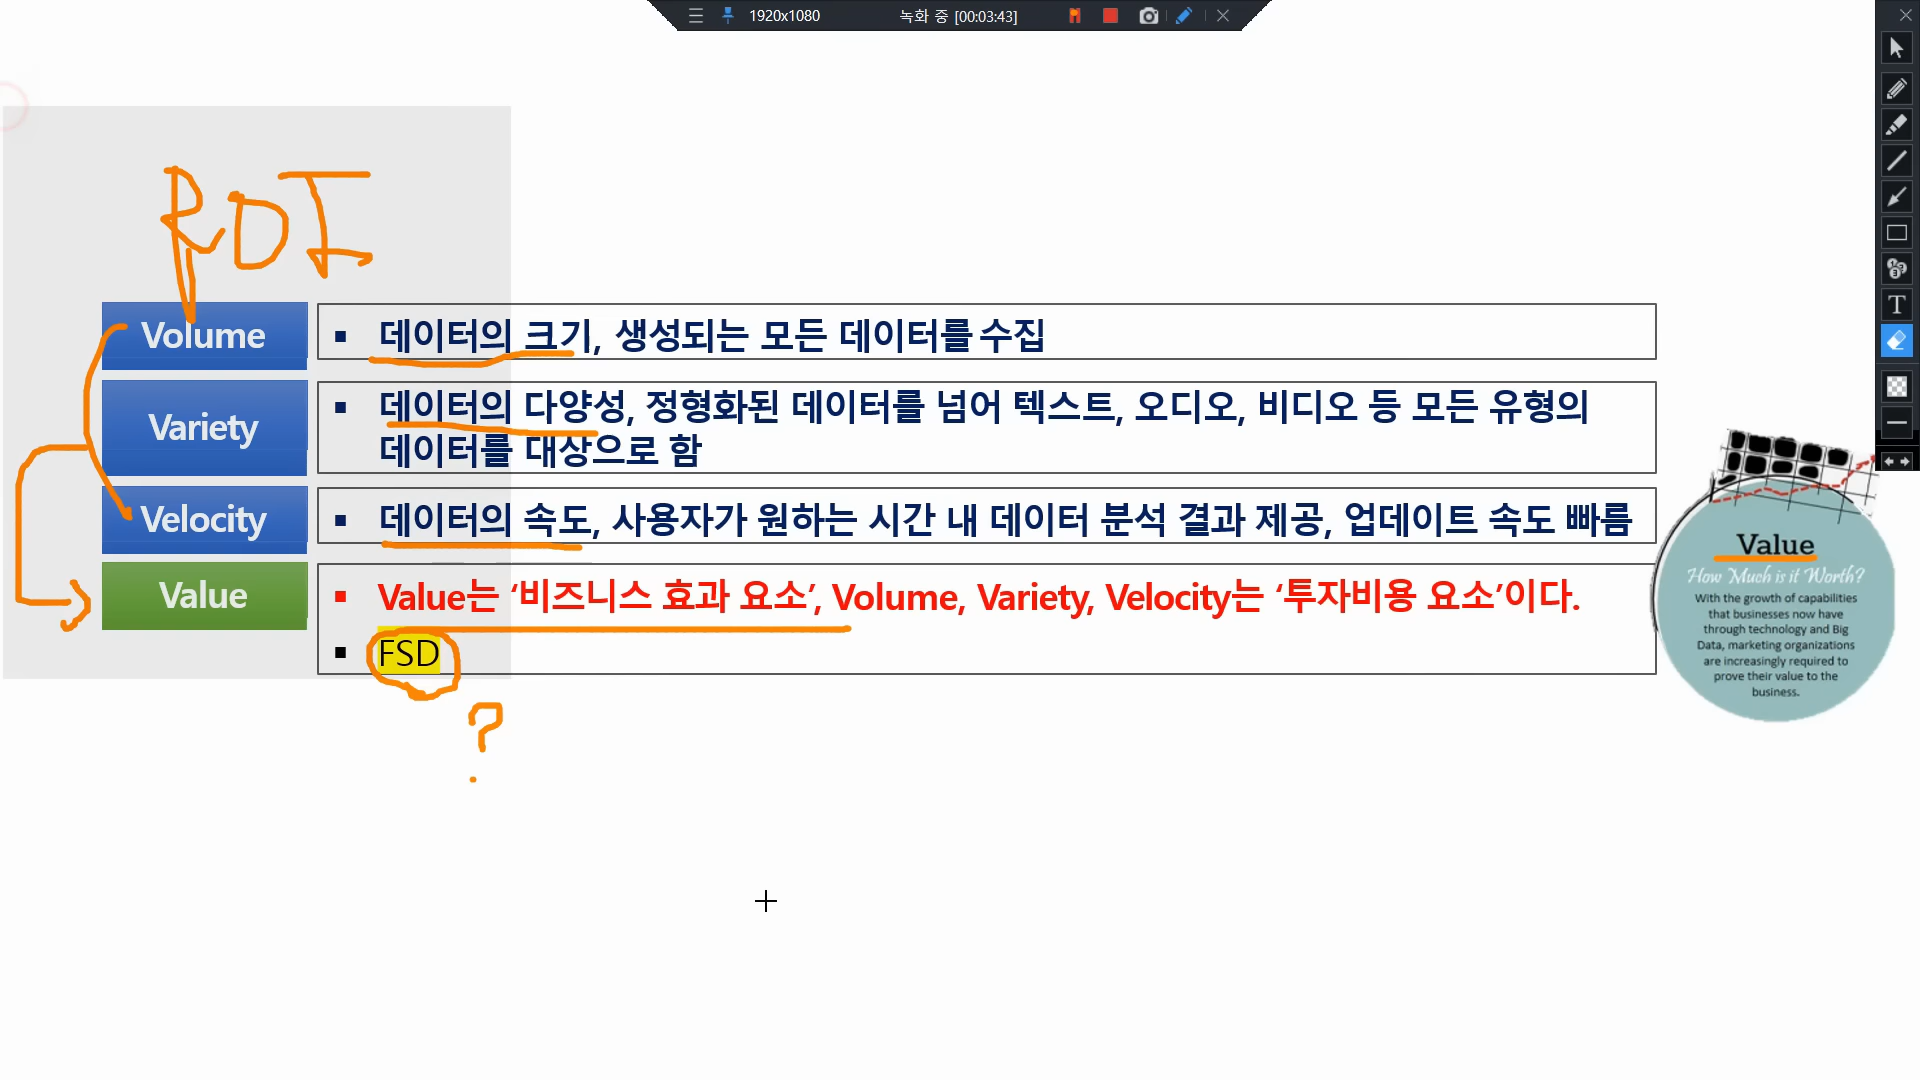 1920x1080
녹화 중 [00:03:43]
ROI
Volume
▪ 데이터의 크기, 생성되는 모든 데이터를 수집
Variety
▪ 데이터의 다양성, 정형화된 데이터를 넘어 텍스트, 오디오, 비디오 등 모든 유형의
데이터를 대상으로 함
Velocity
▪ 데이터의 속도, 사용자가 원하는 시간 내 데이터 분석 결과 제공, 업데이트 속도 빠름
Value
▪ Value는 ‘비즈니스 효과 요소’, Volume, Variety, Velocity는 ‘투자비용 요소’이다.
▪ FSD
?
Value
How Much is it Worth?
With the growth of capabilities
that businesses now have
through technology and Big
Data, marketing organizations
are increasingly required to
prove their value to the
business.
T